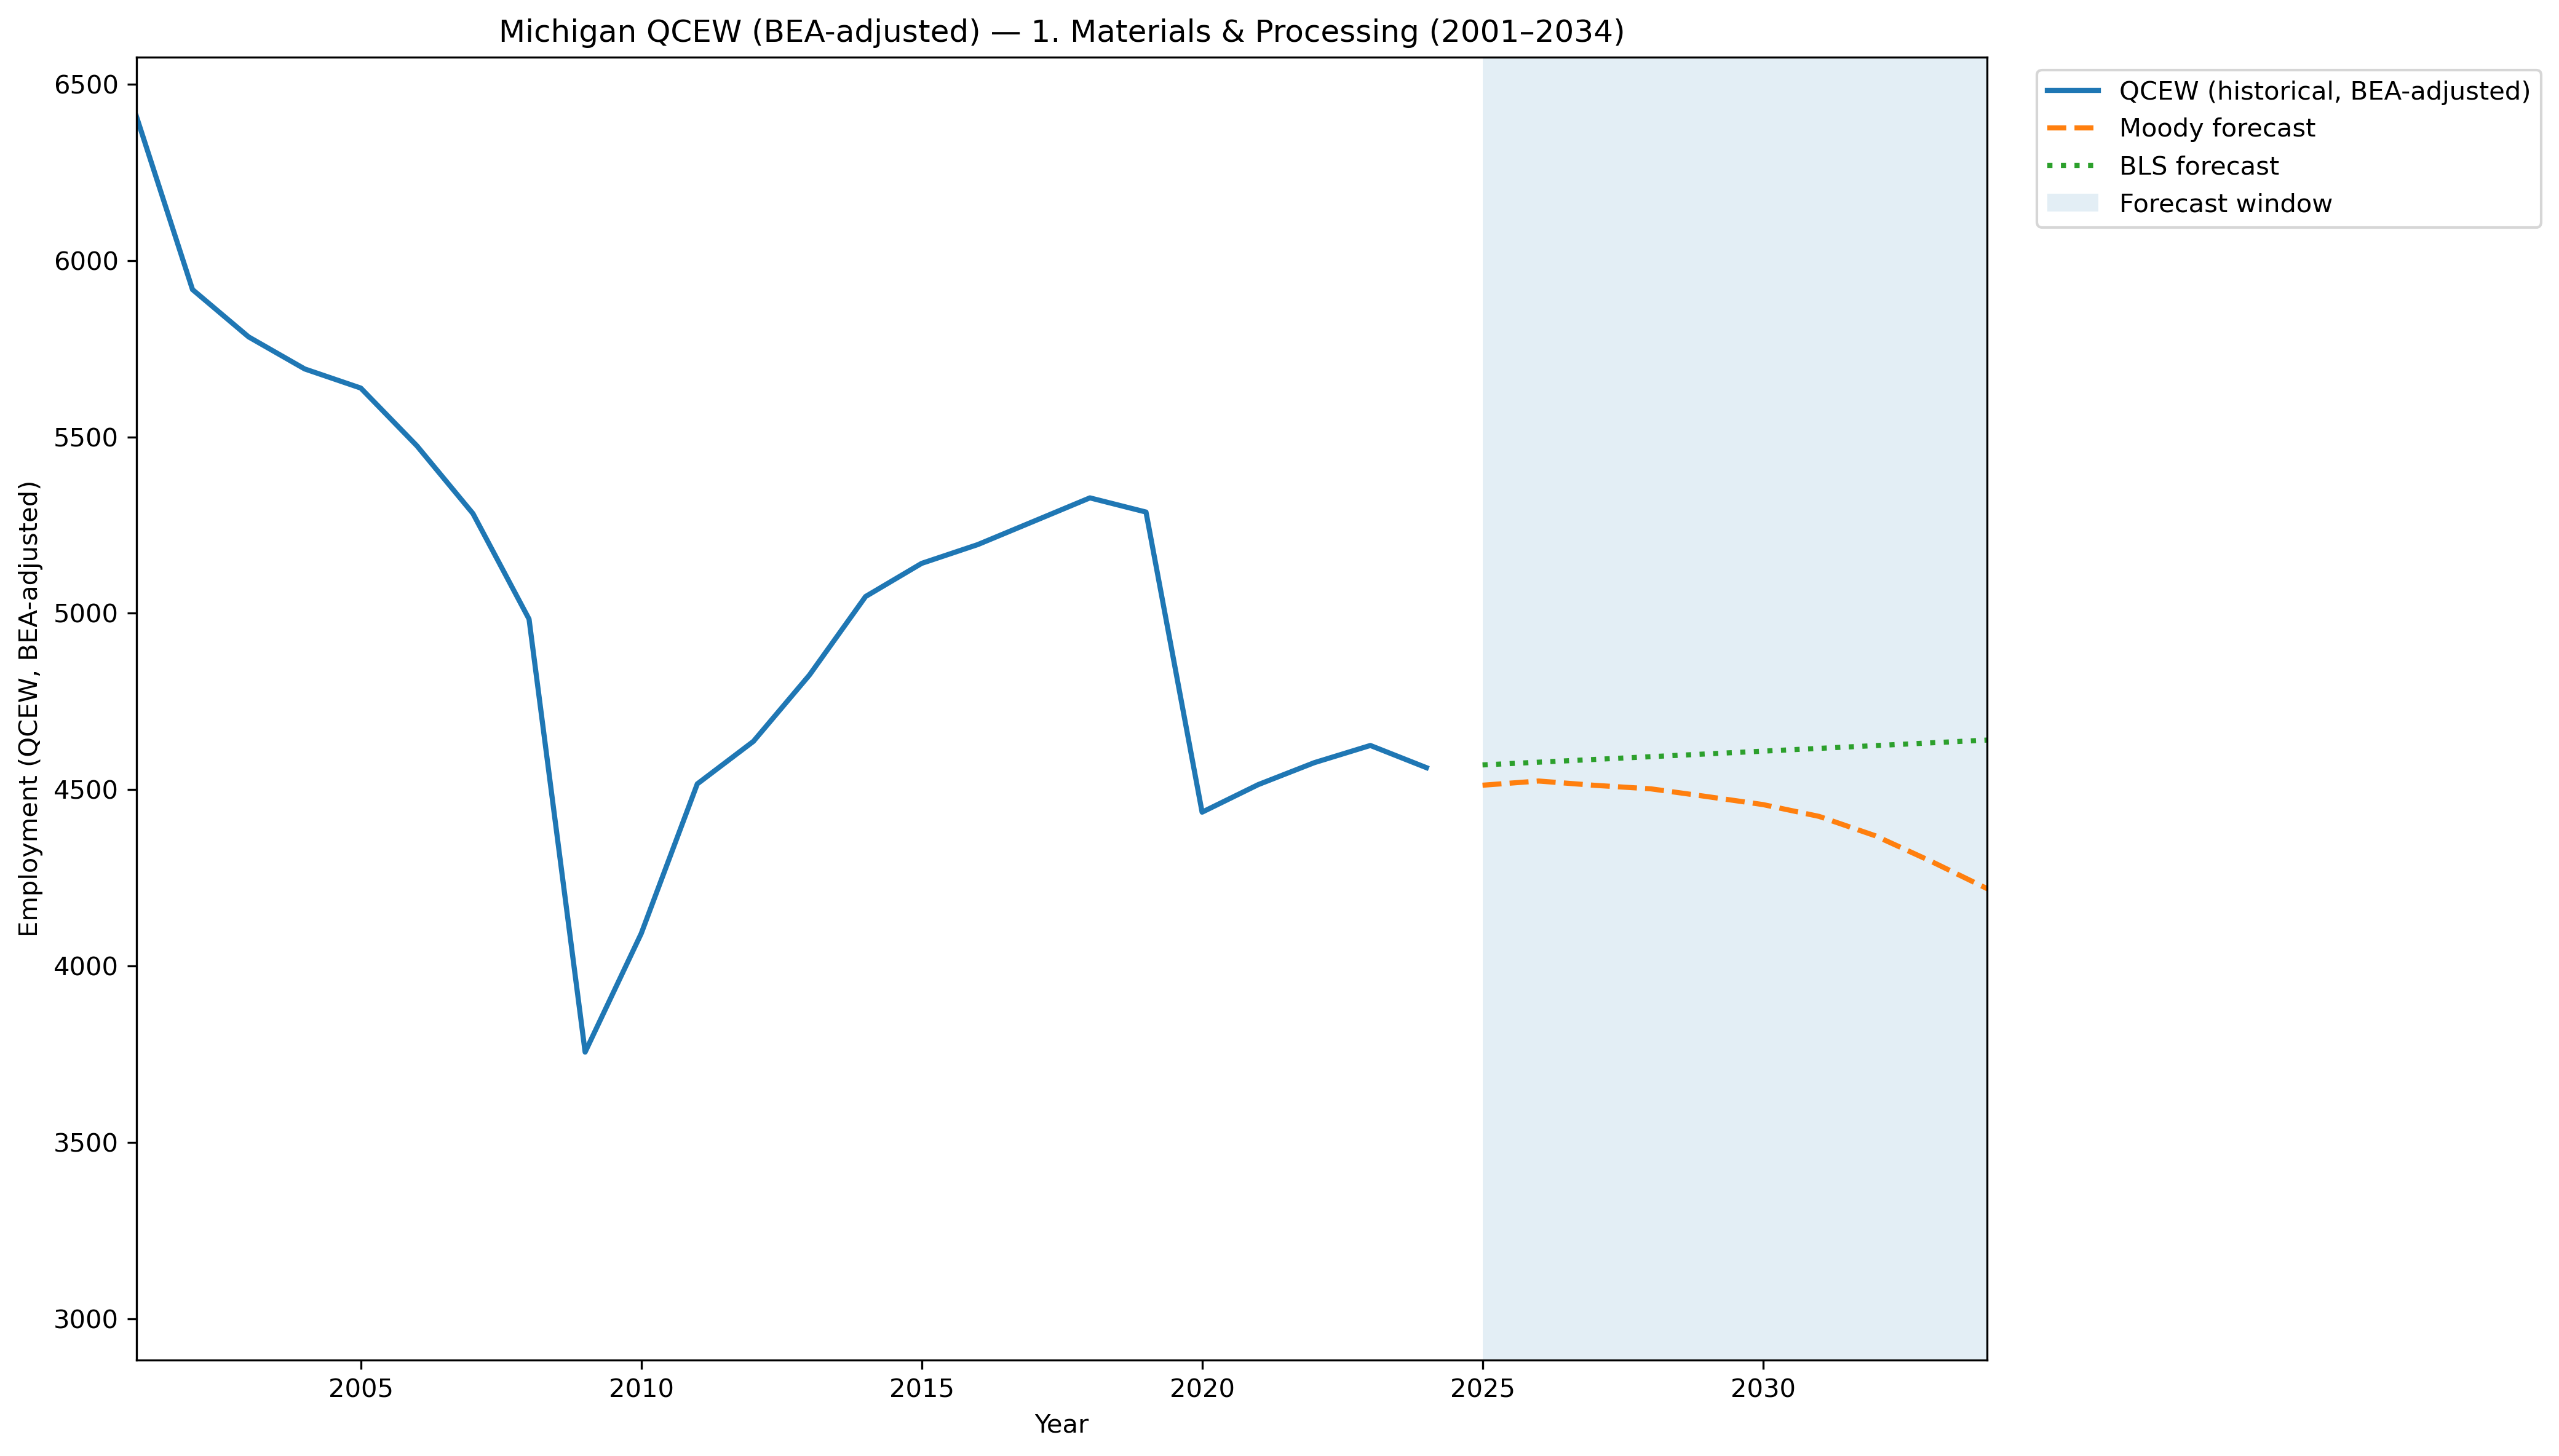 Michigan QCEW (BEA-adjusted) — 1. Materials & Processing (2001–2034)
QCEW (historical, BEA-adjusted)
Moody forecast
BLS forecast
Forecast window
Employment (QCEW, BEA-adjusted)
6500
6000
5500
5000
4500
4000
3500
3000
2005 2010 2015 2020 2025 2030
Year